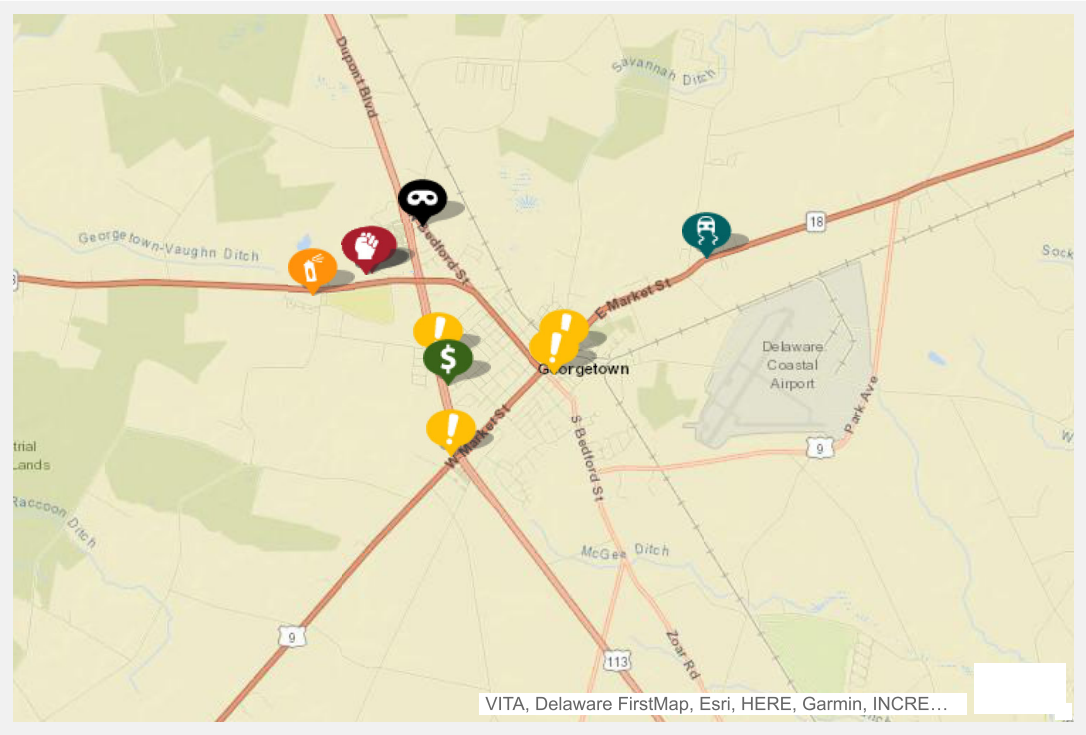 Dupont Blvd
Savannah Ditch
18
Georgetown-Vaughn Ditch
Bedford St
Sock
E Market St
Delaware
Coastal
Airport
Georgetown
Park Ave
W Market St
S Bedford St
9
trial
Lands
Raccoon Ditch
McGee Ditch
9
Zoar Rd
113
VITA, Delaware FirstMap, Esri, HERE, Garmin, INCRE…